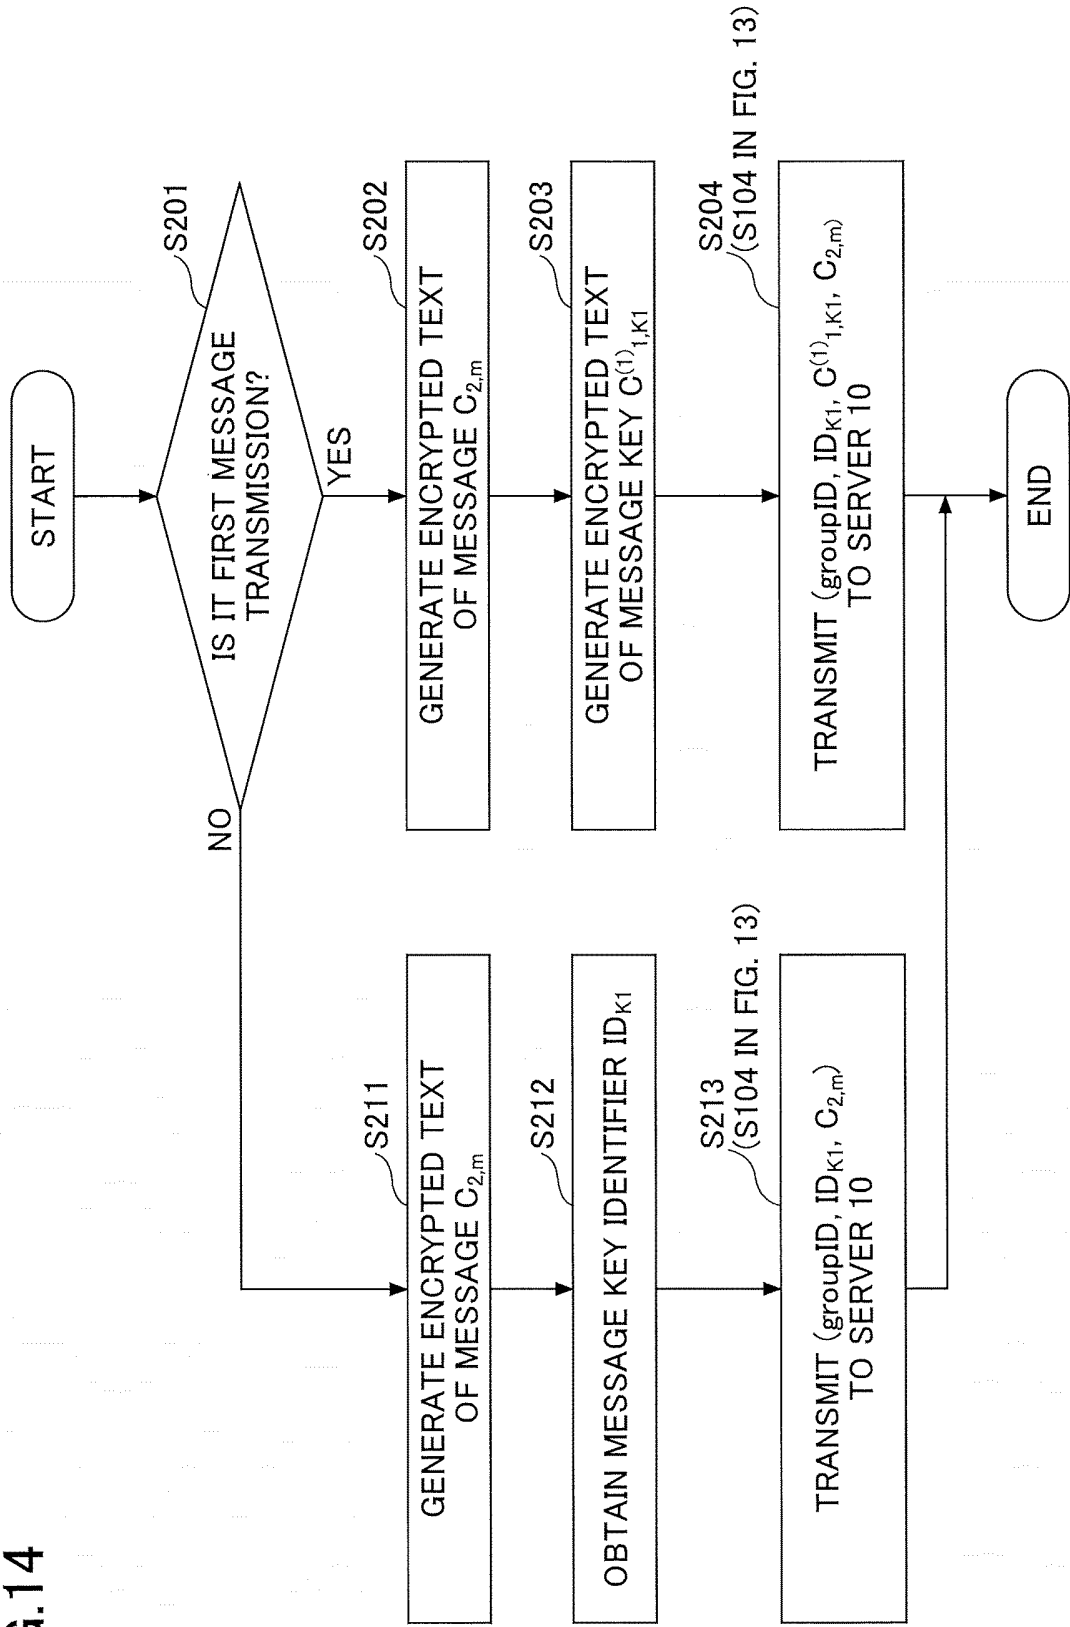 G.14
START
IS IT FIRST MESSAGE
TRANSMISSION?
S201
NO
YES
GENERATE ENCRYPTED TEXT
OF MESSAGE C2,m
S211
GENERATE ENCRYPTED TEXT
OF MESSAGE C2,m
S202
OBTAIN MESSAGE KEY IDENTIFIER IDK1
S212
GENERATE ENCRYPTED TEXT
OF MESSAGE KEY C(1)1,K1
S203
TRANSMIT (groupID, IDK1, C2,m)
TO SERVER 10
S213
(S104 IN FIG. 13)
TRANSMIT (groupID, IDK1, C(1)1,K1, C2,m)
TO SERVER 10
S204
(S104 IN FIG. 13)
END